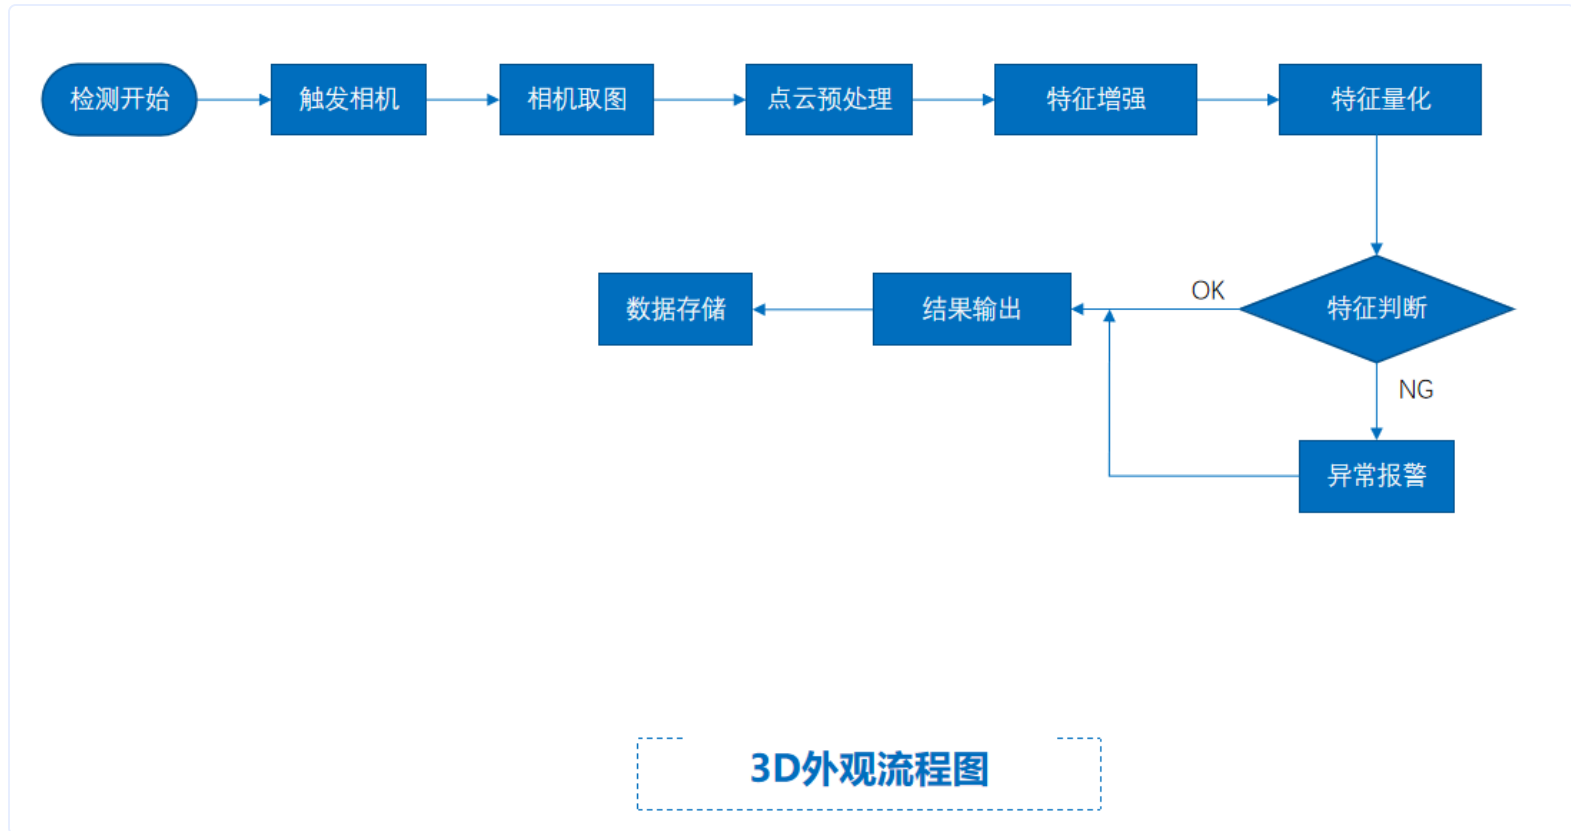 检测开始
触发相机
相机取图
点云预处理
特征增强
特征量化
特征判断
OK
结果输出
数据存储
NG
异常报警
3D外观流程图